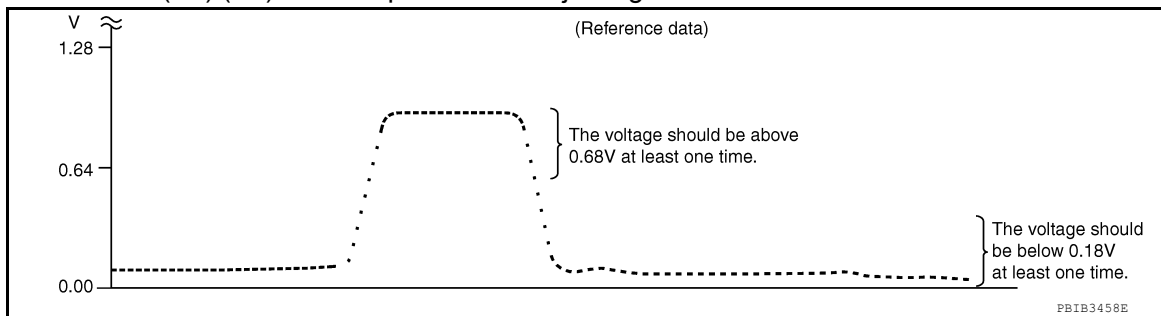 V
(Reference data)
1.28
The voltage should be above
0.68V at least one time.
0.64
The voltage should
be below 0.18V
at least one time.
0.00
PBIB3458E